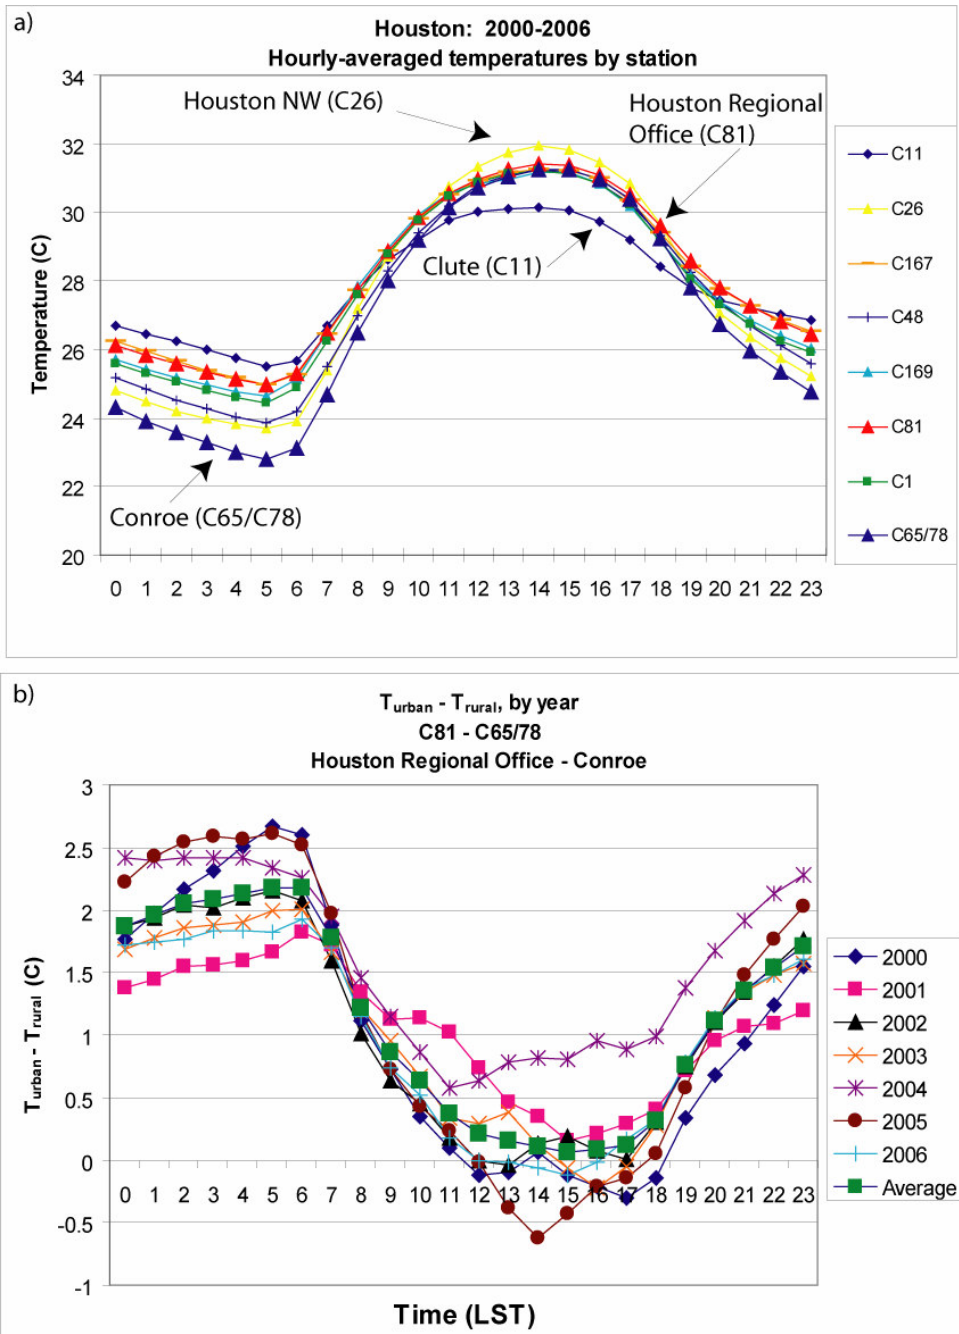 a)
Houston: 2000-2006
Hourly-averaged temperatures by station
34
32
30
28
26
24
22
20
Temperature (C)
Houston NW (C26)
Houston Regional
Office (C81)
Clute (C11)
Conroe (C65/C78)
0 1 2 3 4 5 6 7 8 9 10 11 12 13 14 15 16 17 18 19 20 21 22 23
C11
C26
C167
C48
C169
C81
C1
C65/78
b)
Turban - Trural, by year
C81 - C65/78
Houston Regional Office - Conroe
3
2.5
2
1.5
1
0.5
0
-0.5
-1
Turban - Trural (C)
0 1 2 3 4 5 6 7 8 9 10 11 12 13 14 15 16 17 18 19 20 21 22 23
2000
2001
2002
2003
2004
2005
2006
Average
Time (LST)